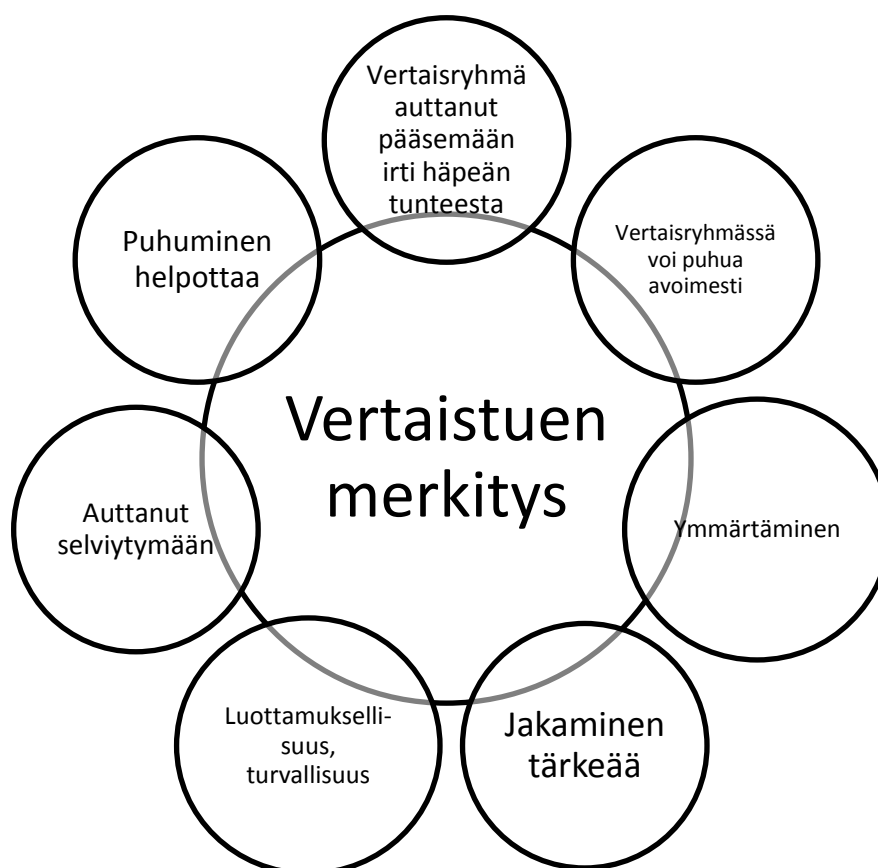 Vertaisryhmä
auttanut
pääsemään
irti häpeän
tunteesta
Vertaisryhmässä
voi puhua
avoimesti
Ymmärtäminen
Jakaminen
tärkeää
Luottamukselli-
suus,
turvallisuus
Auttanut
selviytymään
Puhuminen
helpottaa
Vertaistuen
merkitys